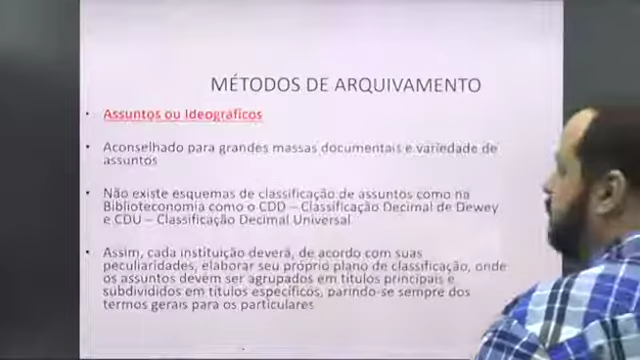 MÉTODOS DE ARQUIVAMENTO
• Assuntos ou Ideográficos
• Aconselhado para grandes massas documentais e variedade de
assuntos
• Não existe esquemas de classificação de assuntos como na
Biblioteconomia como o CDD – Classificação Decimal de Dewey
e CDU – Classificação Decimal Universal
• Assim, cada instituição deverá, de acordo com suas
peculiaridades, elaborar seu próprio plano de classificação, onde
os assuntos devem ser agrupados em títulos principais e
subdivididos em títulos específicos, parindo-se sempre dos
termos gerais para os particulares